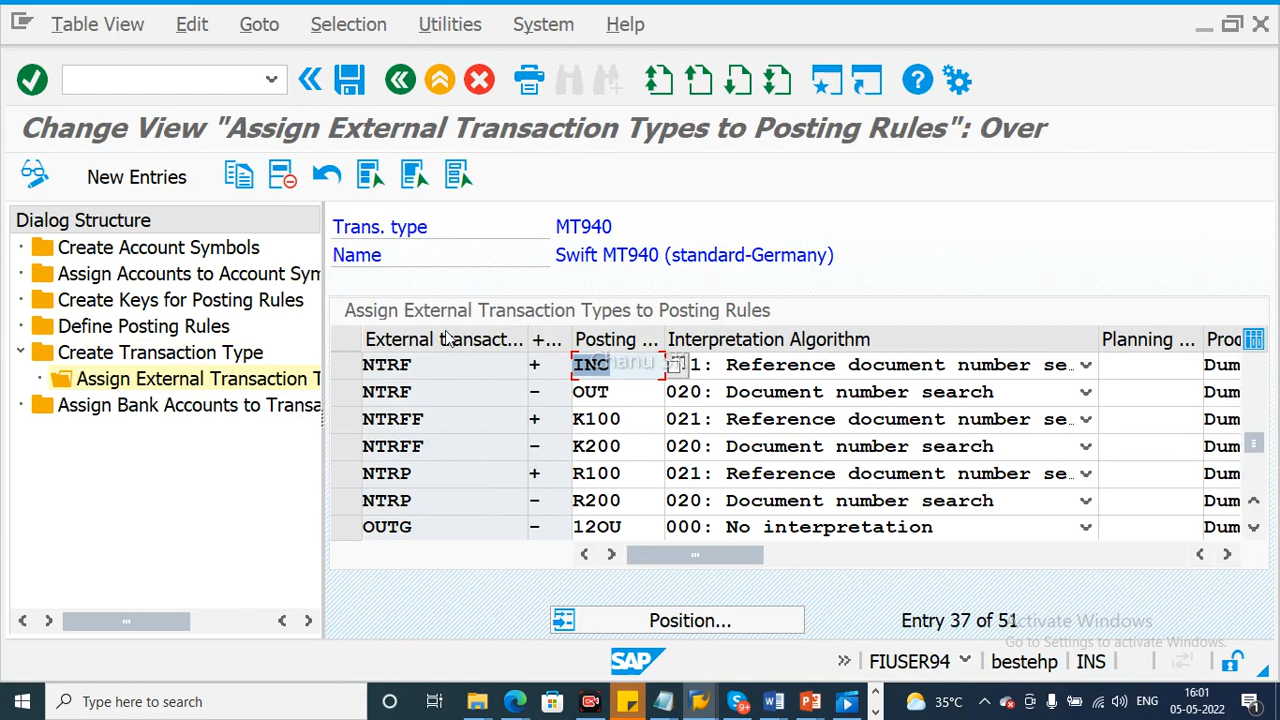 Table View Edit Goto Selection Utilities System Help
Change View "Assign External Transaction Types to Posting Rules": Over
New Entries
Dialog Structure
Create Account Symbols
Assign Accounts to Account Sym
Create Keys for Posting Rules
Define Posting Rules
Create Transaction Type
Assign External Transaction T
Assign Bank Accounts to Transa
Trans. type MT940
Name Swift MT940 (standard-Germany)
Assign External Transaction Types to Posting Rules
External transact... +... Posting ... Interpretation Algorithm Planning ... Proc
NTRF + INC 1: Reference document number se… Dum
NTRF - OUT 020: Document number search Dum
NTRFF + K100 021: Reference document number se… Dum
NTRFF - K200 020: Document number search Dum
NTRP + R100 021: Reference document number se… Dum
NTRP - R200 020: Document number search Dum
OUTG - 12OU 000: No interpretation Dum
Position... Entry 37 of 51
Activate Windows
Go to Settings to activate Windows.
SAP FIUSER94 bestehp INS
Type here to search
35°C ENG 16:01
05-05-2022